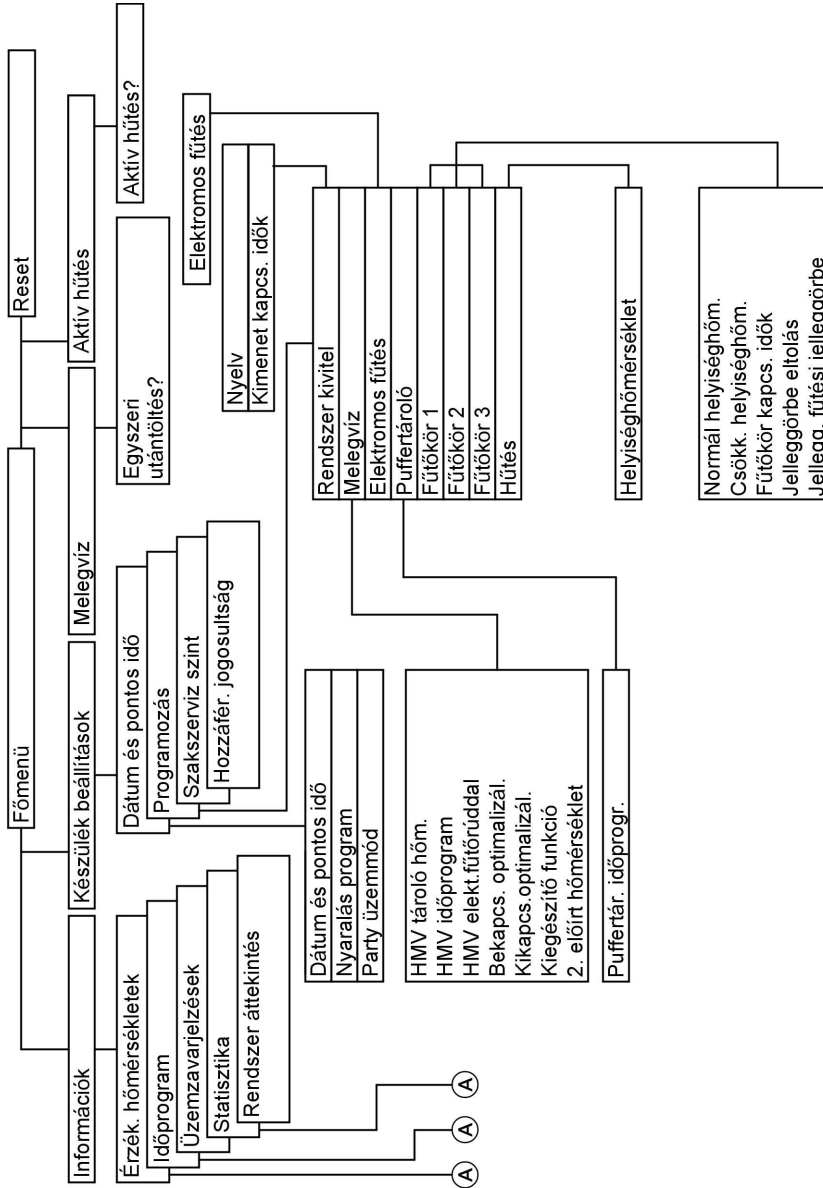 Főmenü
Reset
Információk
Készülék beállítások
Melegvíz
Aktív hűtés
Érzék. hőmérsékletek
Időprogram
Üzemzavarjelzések
Statisztika
Rendszer áttekintés
Dátum és pontos idő
Programozás
Szakszerviz szint
Hozzáfér. jogosultság
Egyszeri
utántöltés?
Aktív hűtés?
Dátum és pontos idő
Nyaralás program
Party üzemmód
Nyelv
Kimenet kapcs. idők
Elektromos fűtés
Rendszer kivitel
Melegvíz
Elektromos fűtés
Puffertároló
Fűtőkör 1
Fűtőkör 2
Fűtőkör 3
Hűtés
HMV tároló hőm.
HMV időprogram
HMV elekt.fűtőrúddal
Bekapcs. optimalizál.
Kikapcs.optimalizál.
Kiegészítő funkció
2. előírt hőmérséklet
Puffertár. időprogr.
Helyiséghőmérséklet
Normál helyiséghőm.
Csökk. helyiséghőm.
Fűtőkör kapcs. idők
Jelleggörbe eltolás
Jellegg. fűtési jelleggörbe
A
A
A